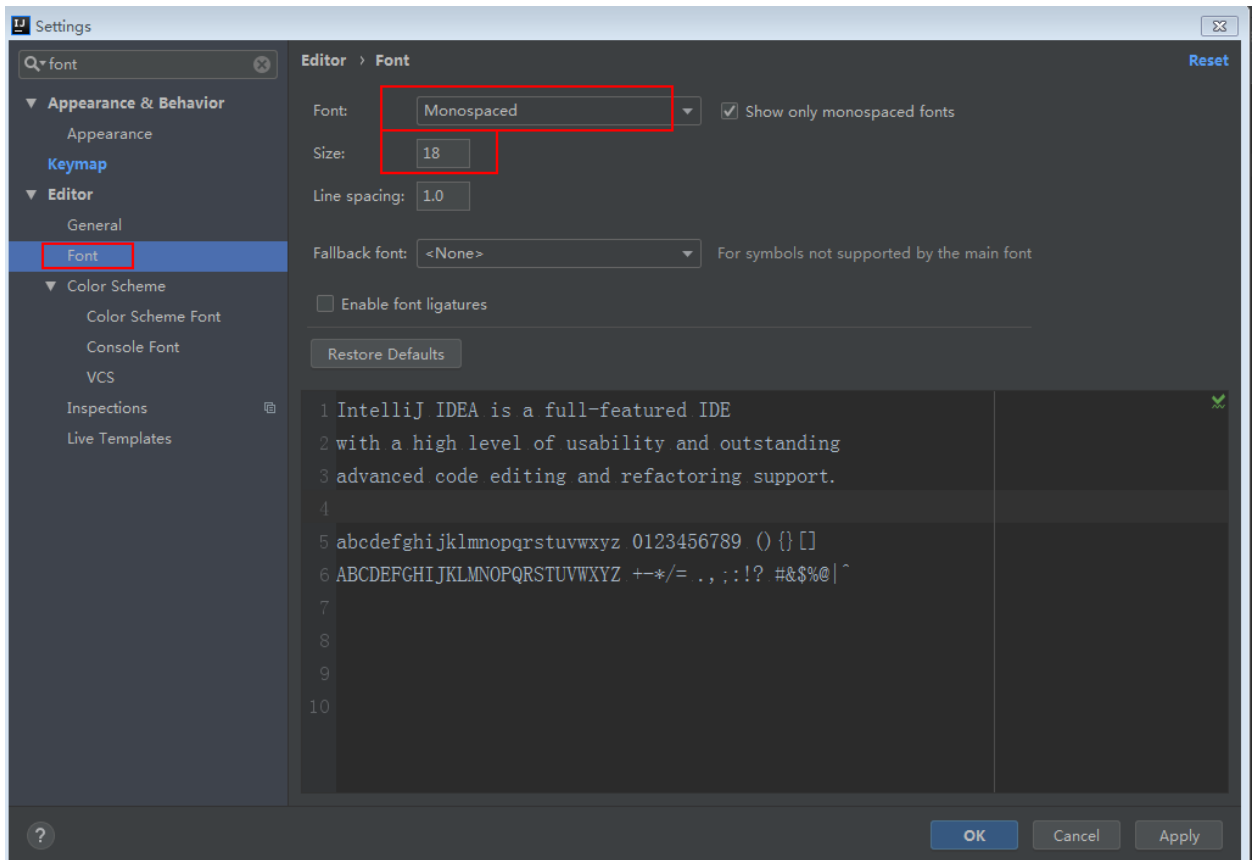 Settings
font
Editor › Font
Reset
Appearance & Behavior
Appearance
Keymap
Editor
General
Font
Color Scheme
Color Scheme Font
Console Font
VCS
Inspections
Live Templates
Font: Monospaced Show only monospaced fonts
Size: 18
Line spacing: 1.0
Fallback font: <None> For symbols not supported by the main font
Enable font ligatures
Restore Defaults
1 IntelliJ IDEA is a full-featured IDE
2 with a high level of usability and outstanding
3 advanced code editing and refactoring support.
4
5 abcdefghijklmnopqrstuvwxyz 0123456789 (){}[]
6 ABCDEFGHIJKLMNOPQRSTUVWXYZ +-*/= .,;:!? #&$%@|^
7
8
9
10
? OK Cancel Apply